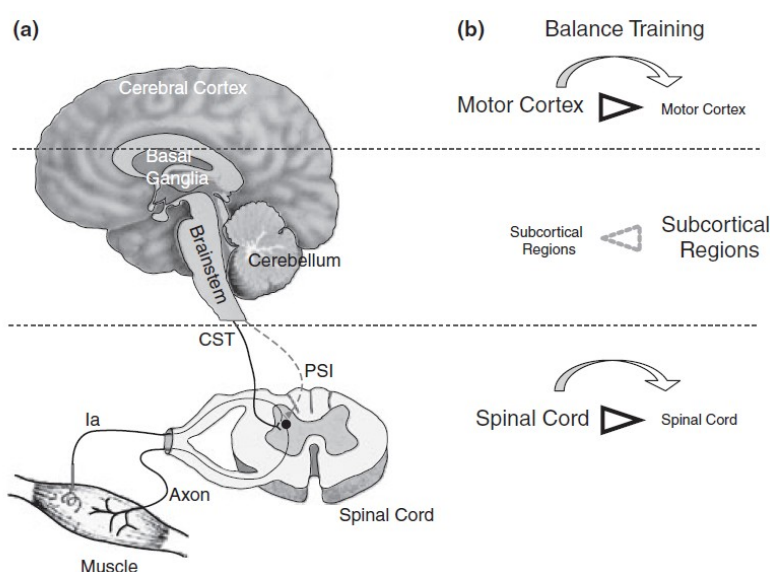 (a)
Cerebral Cortex
Basal
Ganglia
Brainstem
Cerebellum
CST
PSI
Ia
Axon
Spinal Cord
Muscle
(b)
Balance Training
Motor Cortex
Motor Cortex
Subcortical
Regions
Subcortical
Regions
Spinal Cord
Spinal Cord